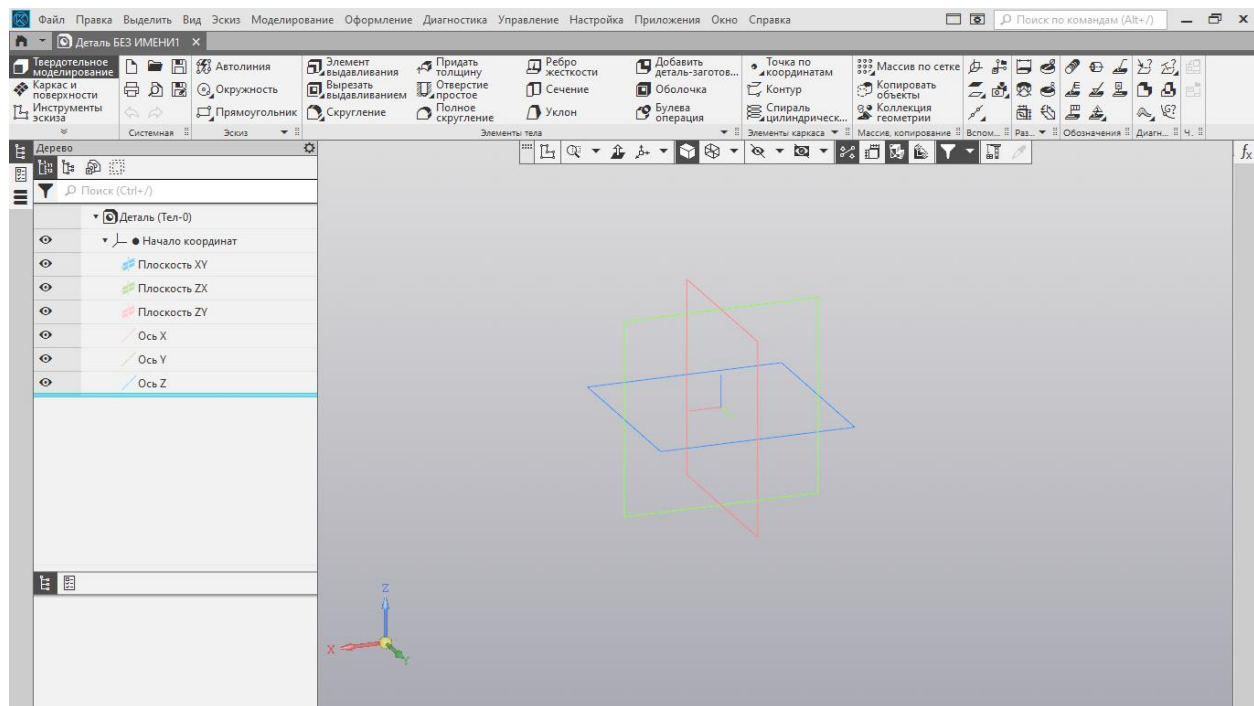 Файл Правка Выделить Вид Эскиз Моделирование Оформление Диагностика Управление Настройка Приложения Окно Справка Поиск по командам (Alt+/)
Деталь БЕЗ ИМЕНИ1
Твердотельное моделирование
Каркас и поверхности
Инструменты эскиза
Системная
Автолиния
Окружность
Прямоугольник
Эскиз
Элемент выдавливания
Вырезать выдавливанием
Скругление
Придать толщину
Отверстие простое
Полное скругление
Ребро жесткости
Сечение
Уклон
Добавить деталь-заготов...
Оболочка
Булева операция
Элементы тела
Точка по координатам
Контур
Спираль цилиндрическ...
Элементы каркаса
Массив по сетке
Копировать объекты
Коллекция геометрии
Массив, копирование
Вспом...
Раз...
Обозначения
Диагн...
Ч.
Дерево
Поиск (Ctrl+/)
Деталь (Тел-0)
Начало координат
Плоскость XY
Плоскость ZX
Плоскость ZY
Ось X
Ось Y
Ось Z
fx
Z
X
Y